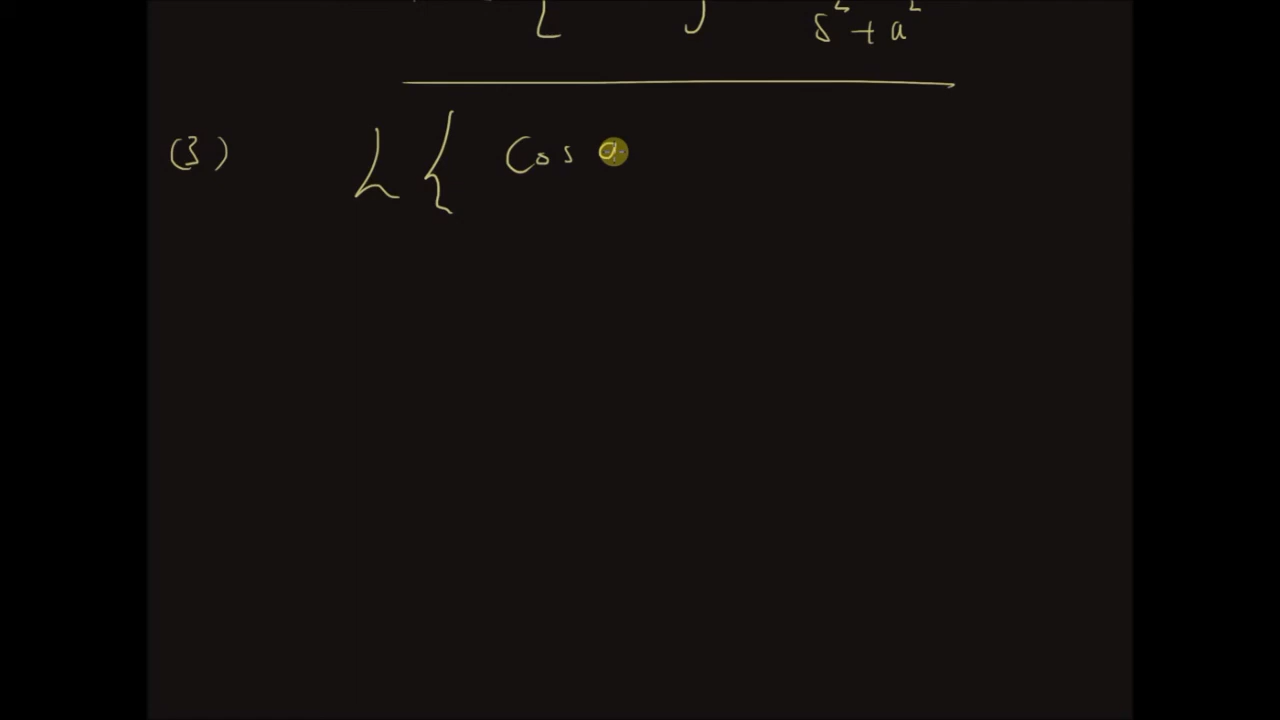 s² + a²
(3) L { Cos a